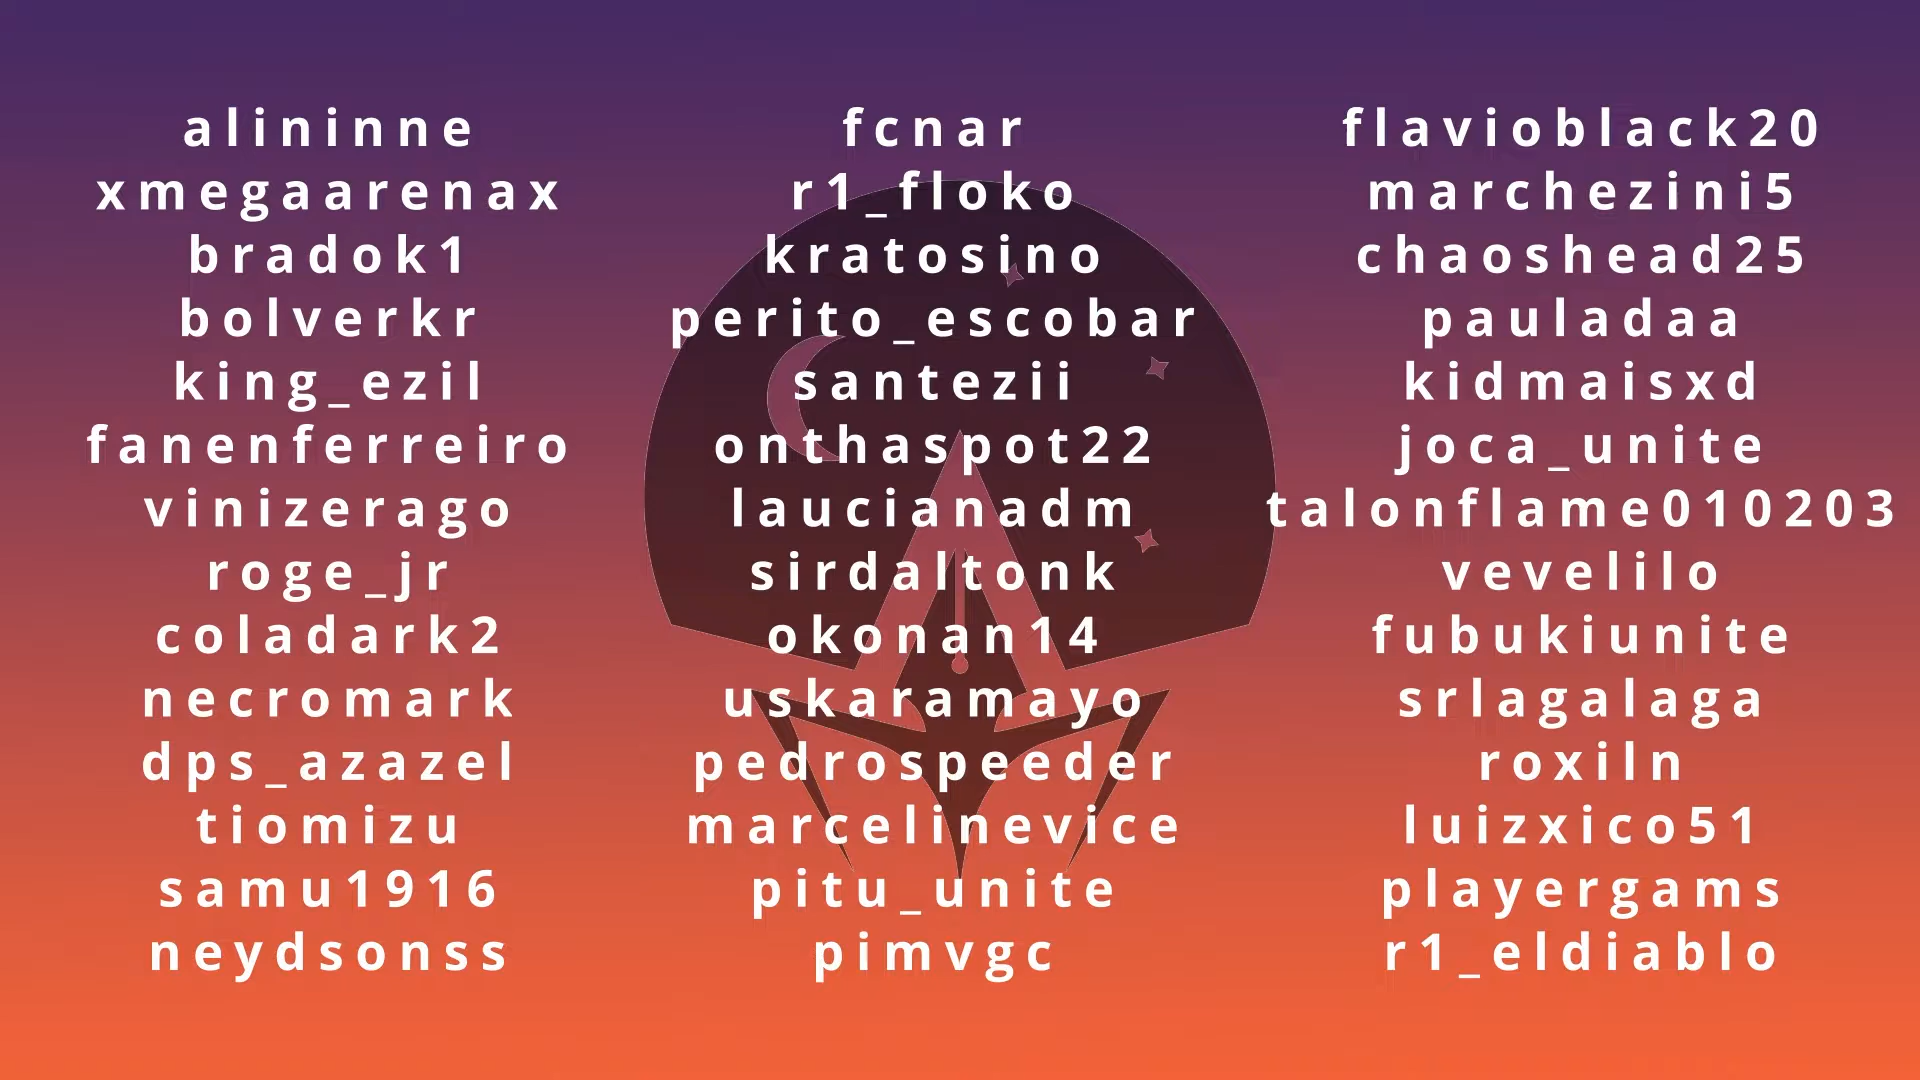 alininne
xmegaarenax
bradok1
bolverkr
king_ezil
fanenferreiro
vinizerago
roge_jr
coladark2
necromark
dps_azazel
tiomizu
samu1916
neydsonss
fcnar
r1_floko
kratosino
perito_escobar
santezii
onthaspot22
laucianadm
sirdaltonk
okonan14
uskaramayo
pedrospeeder
marcelinevice
pitu_unite
pimvgc
flavioblack20
marchezini5
chaoshead25
pauladaa
kidmaisxd
joca_unite
talonflame010203
vevelilo
fubukiunite
srlagalaga
roxiln
luizxico51
playergams
r1_eldiablo